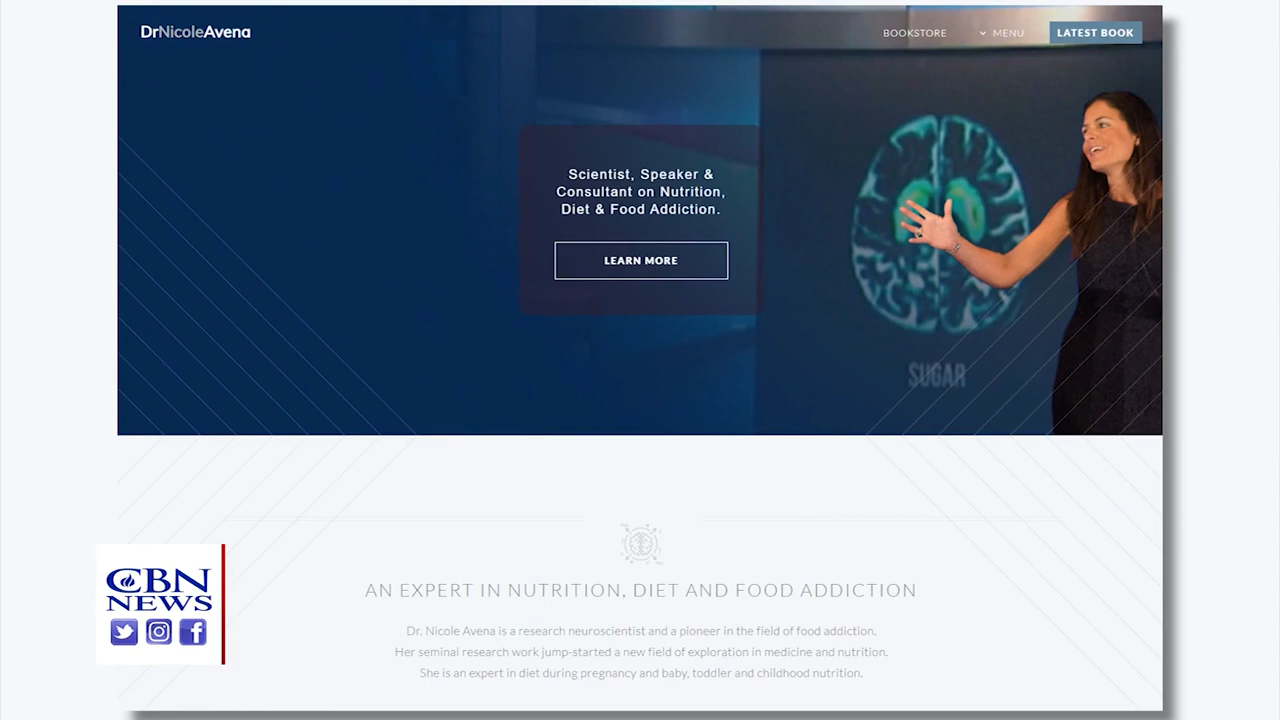 DrNicoleAvena
BOOKSTORE
MENU
LATEST BOOK
Scientist, Speaker &
Consultant on Nutrition,
Diet & Food Addiction.
LEARN MORE
SUGAR
AN EXPERT IN NUTRITION, DIET AND FOOD ADDICTION
Dr. Nicole Avena is a research neuroscientist and a pioneer in the field of food addiction.
Her seminal research work jump-started a new field of exploration in medicine and nutrition.
She is an expert in diet during pregnancy and baby, toddler and childhood nutrition.
CBN
NEWS